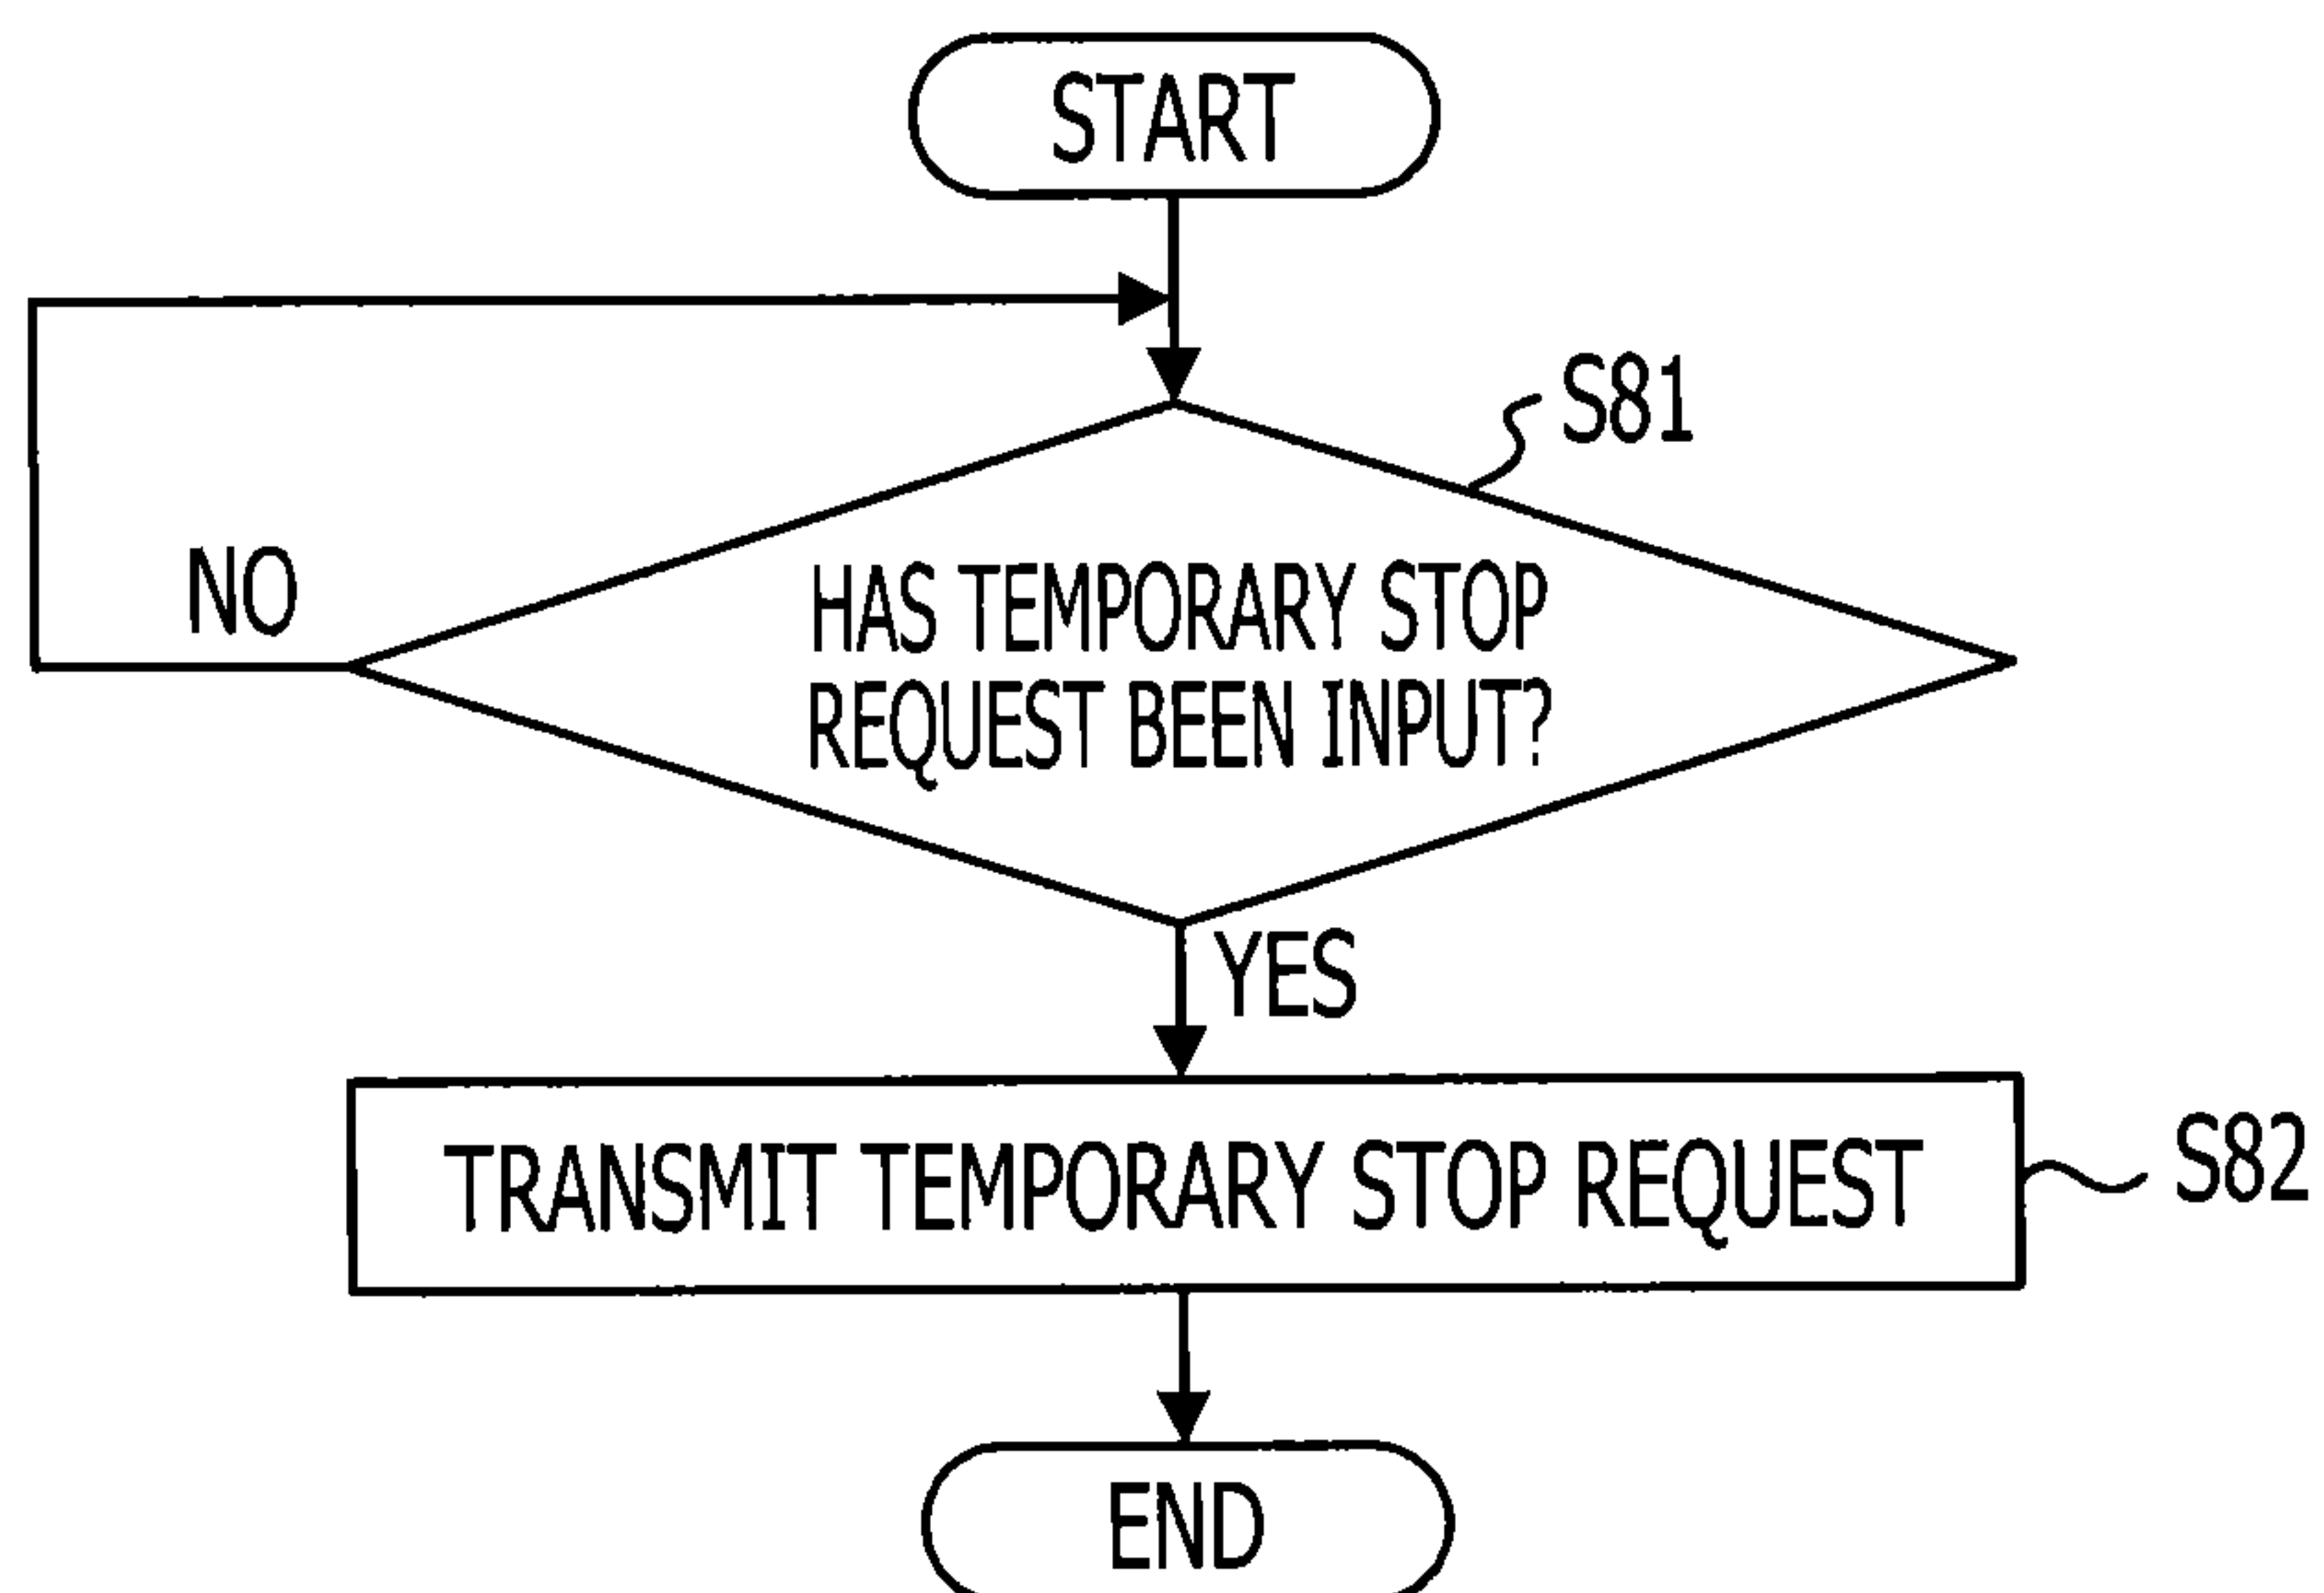 START
S81
NO
HAS TEMPORARY STOP
REQUEST BEEN INPUT?
YES
TRANSMIT TEMPORARY STOP REQUEST
S82
END